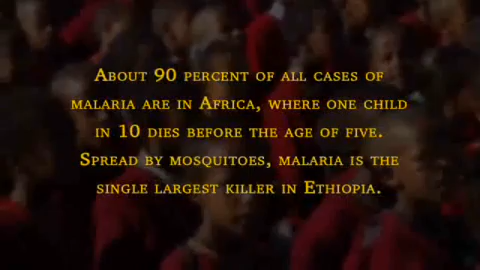 About 90 percent of all cases of
malaria are in Africa, where one child
in 10 dies before the age of five.
Spread by mosquitoes, malaria is the
single largest killer in Ethiopia.